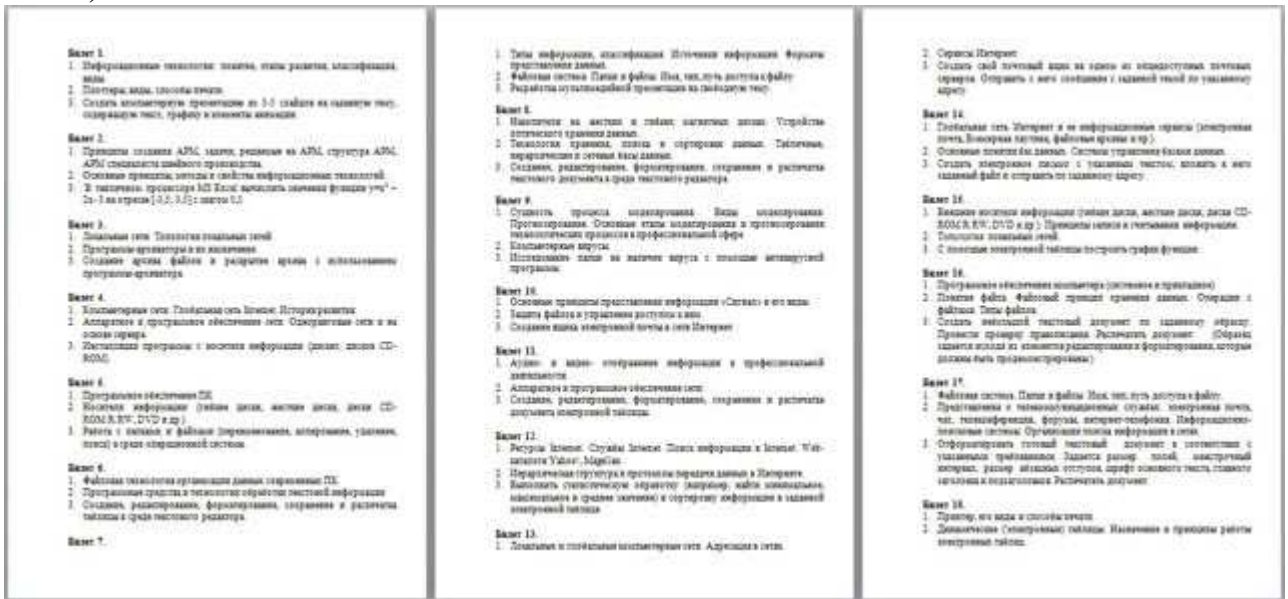 Билет 1.
1. Информационные технологии: понятие, этапы развития, классификация,
виды.
2. Плоттеры, виды, способы печати.
3. Создать компьютерную презентацию из 3-5 слайдов на заданную тему,
содержащую текст, графику и элементы анимации.
Билет 2.
1. Принципы создания АРМ, задачи, решаемые на АРМ, структура АРМ,
АРМ специалиста швейного производства.
2. Основные принципы, методы и свойства информационных технологий.
3. В табличном процессоре MS Excel вычислить значения функции
на отрезке с шагом 0,5
Билет 3.
1. Локальные сети. Топология локальных сетей.
2. Программы-архиваторы и их назначение.
3. Создание архива файлов и раскрытие архива с использованием
программы-архиватора.
Билет 4.
1. Компьютерные сети. Глобальная сеть Internet. История развития.
2. Аппаратное и программное обеспечение сети. Одноранговые сети и на
основе сервера.
3. Инсталляция программы с носителя информации (дискет, дисков CD-
ROM).
Билет 5.
1. Программное обеспечение ПК.
2. Носители информации (гибкие диски, жесткие диски, диски CD-
ROM/R/RW, DVD и др.)
3. Работа с папками и файлами (переименование, копирование, удаление,
поиск) в среде операционной системы.
Билет 6.
1. Файловая технология организации данных современных ПК.
2. Программные средства и технологии обработки текстовой информации.
3. Создание, редактирование, форматирование, сохранение и распечатка
таблицы в среде текстового редактора.
Билет 7.
1. Типы информации, классификация. Источники информации. Форматы
представления данных.
2. Файловая система. Папки и файлы. Имя, тип, путь доступа к файлу.
3. Разработка мультимедийной презентации на свободную тему.
Билет 8.
1. Накопители на жестких и гибких магнитных дисках. Устройства
оптического хранения данных.
2. Технология хранения, поиска и сортировки данных. Табличные,
иерархические и сетевые базы данных.
3. Создание, редактирование, форматирование, сохранение и распечатка
текстового документа в среде текстового редактора.
Билет 9.
1. Сущность процесса моделирования. Виды моделирования.
Прогнозирование. Основные этапы моделирования и прогнозирования
технологических процессов в профессиональной сфере.
2. Компьютерные вирусы.
3. Исследование папок на наличие вируса с помощью антивирусной
программы.
Билет 10.
1. Основные принципы представления информации «Сигнал» и его виды.
2. Защита файлов и управление доступом к ним.
3. Создание ящика электронной почты в сети Интернет.
Билет 11.
1. Аудио- и видео- отображение информации в профессиональной
деятельности.
2. Аппаратное и программное обеспечение сети.
3. Создание, редактирование, форматирование, сохранение и распечатка
документа электронной таблицы.
Билет 12.
1. Ресурсы Internet. Службы Internet. Поиск информации в Internet. Web-
каталоги Yahoo!, Magellan.
2. Иерархическая структура и протоколы передачи данных в Интернете.
3. Выполнить статистическую обработку (например, найти минимальное,
максимальное и среднее значения) и сортировку информации в заданной
электронной таблице.
Билет 13.
1. Локальные и глобальные компьютерные сети. Адресация в сетях.
2. Сервисы Интернет.
3. Создать свой почтовый ящик на одном из общедоступных почтовых
серверов. Отправить с него сообщение с заданной темой по указанному
адресу.
Билет 14.
1. Глобальная сеть Интернет и ее информационные сервисы (электронная
почта, Всемирная паутина, файловые архивы и пр.).
2. Основные понятия баз данных. Системы управления базами данных.
3. Создать электронное письмо с указанным текстом, вложить в него
заданный файл и отправить по заданному адресу.
Билет 15.
1. Внешние носители информации (гибкие диски, жесткие диски, диски CD-
ROM/R/RW, DVD и др.). Принципы записи и считывания информации.
2. Топология локальных сетей.
3. С помощью электронной таблицы построить график функции.
Билет 16.
1. Программное обеспечение компьютера (системное и прикладное).
2. Понятие файла. Файловый принцип хранения данных. Операции с
файлами. Типы файлов.
3. Создать небольшой текстовый документ по заданному образцу.
Провести проверку правописания. Распечатать документ. (Образец
задается исходя из элементов редактирования и форматирования, которые
должны быть продемонстрированы.)
Билет 17.
1. Файловая система. Папки и файлы. Имя, тип, путь доступа к файлу.
2. Представления о телекоммуникационных службах: электронная почта,
чат, телеконференции, форумы, интернет-телефония. Информационно-
поисковые системы. Организация поиска информации в сетях.
3. Отформатировать готовый текстовый документ в соответствии с
указанными требованиями. Задается размер полей, межстрочный
интервал, размер абзацных отступов, шрифт основного текста, главного
заголовка и подзаголовков. Распечатать документ.
Билет 18.
1. Принтер, его виды и способы печати.
2. Динамические (электронные) таблицы. Назначение и принципы работы
электронных таблиц.